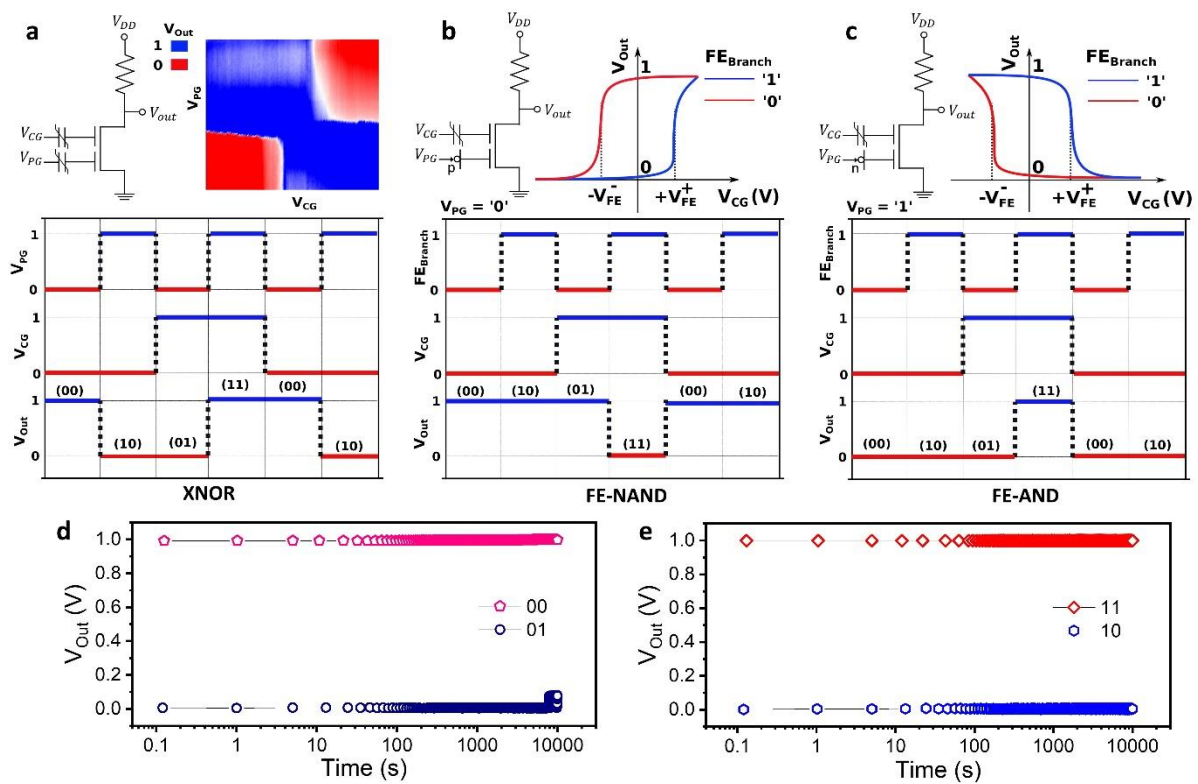 a
V_DD
V_Out
1
0
V_out
V_CG
V_PG
V_PG
V_CG
b
V_DD
V_out
V_CG
V_PG
p
V_Out
1
0
-V_FE^-
+V_FE^+
V_CG (V)
FE_Branch
'1'
'0'
c
V_DD
V_out
V_CG
V_PG
n
V_Out
1
0
-V_FE^-
+V_FE^+
V_CG (V)
FE_Branch
'1'
'0'
1
V_PG
0
1
V_CG
0
(00) (11) (00)
1
V_Out
(10) (01) (10)
0
XNOR
V_PG = '0'
1
FE_Branch
0
1
V_CG
0
(00) (10) (01) (00) (10)
1
V_Out
(11)
0
FE-NAND
V_PG = '1'
1
FE_Branch
0
1
V_CG
0
(11)
1
V_Out
(00) (10) (01) (00) (10)
0
FE-AND
d
V_Out (V)
1.0
0.8
0.6
0.4
0.2
0.0
00
01
0.1 1 10 100 1000 10000
Time (s)
e
V_Out (V)
1.0
0.8
0.6
0.4
0.2
0.0
11
10
0.1 1 10 100 1000 10000
Time (s)